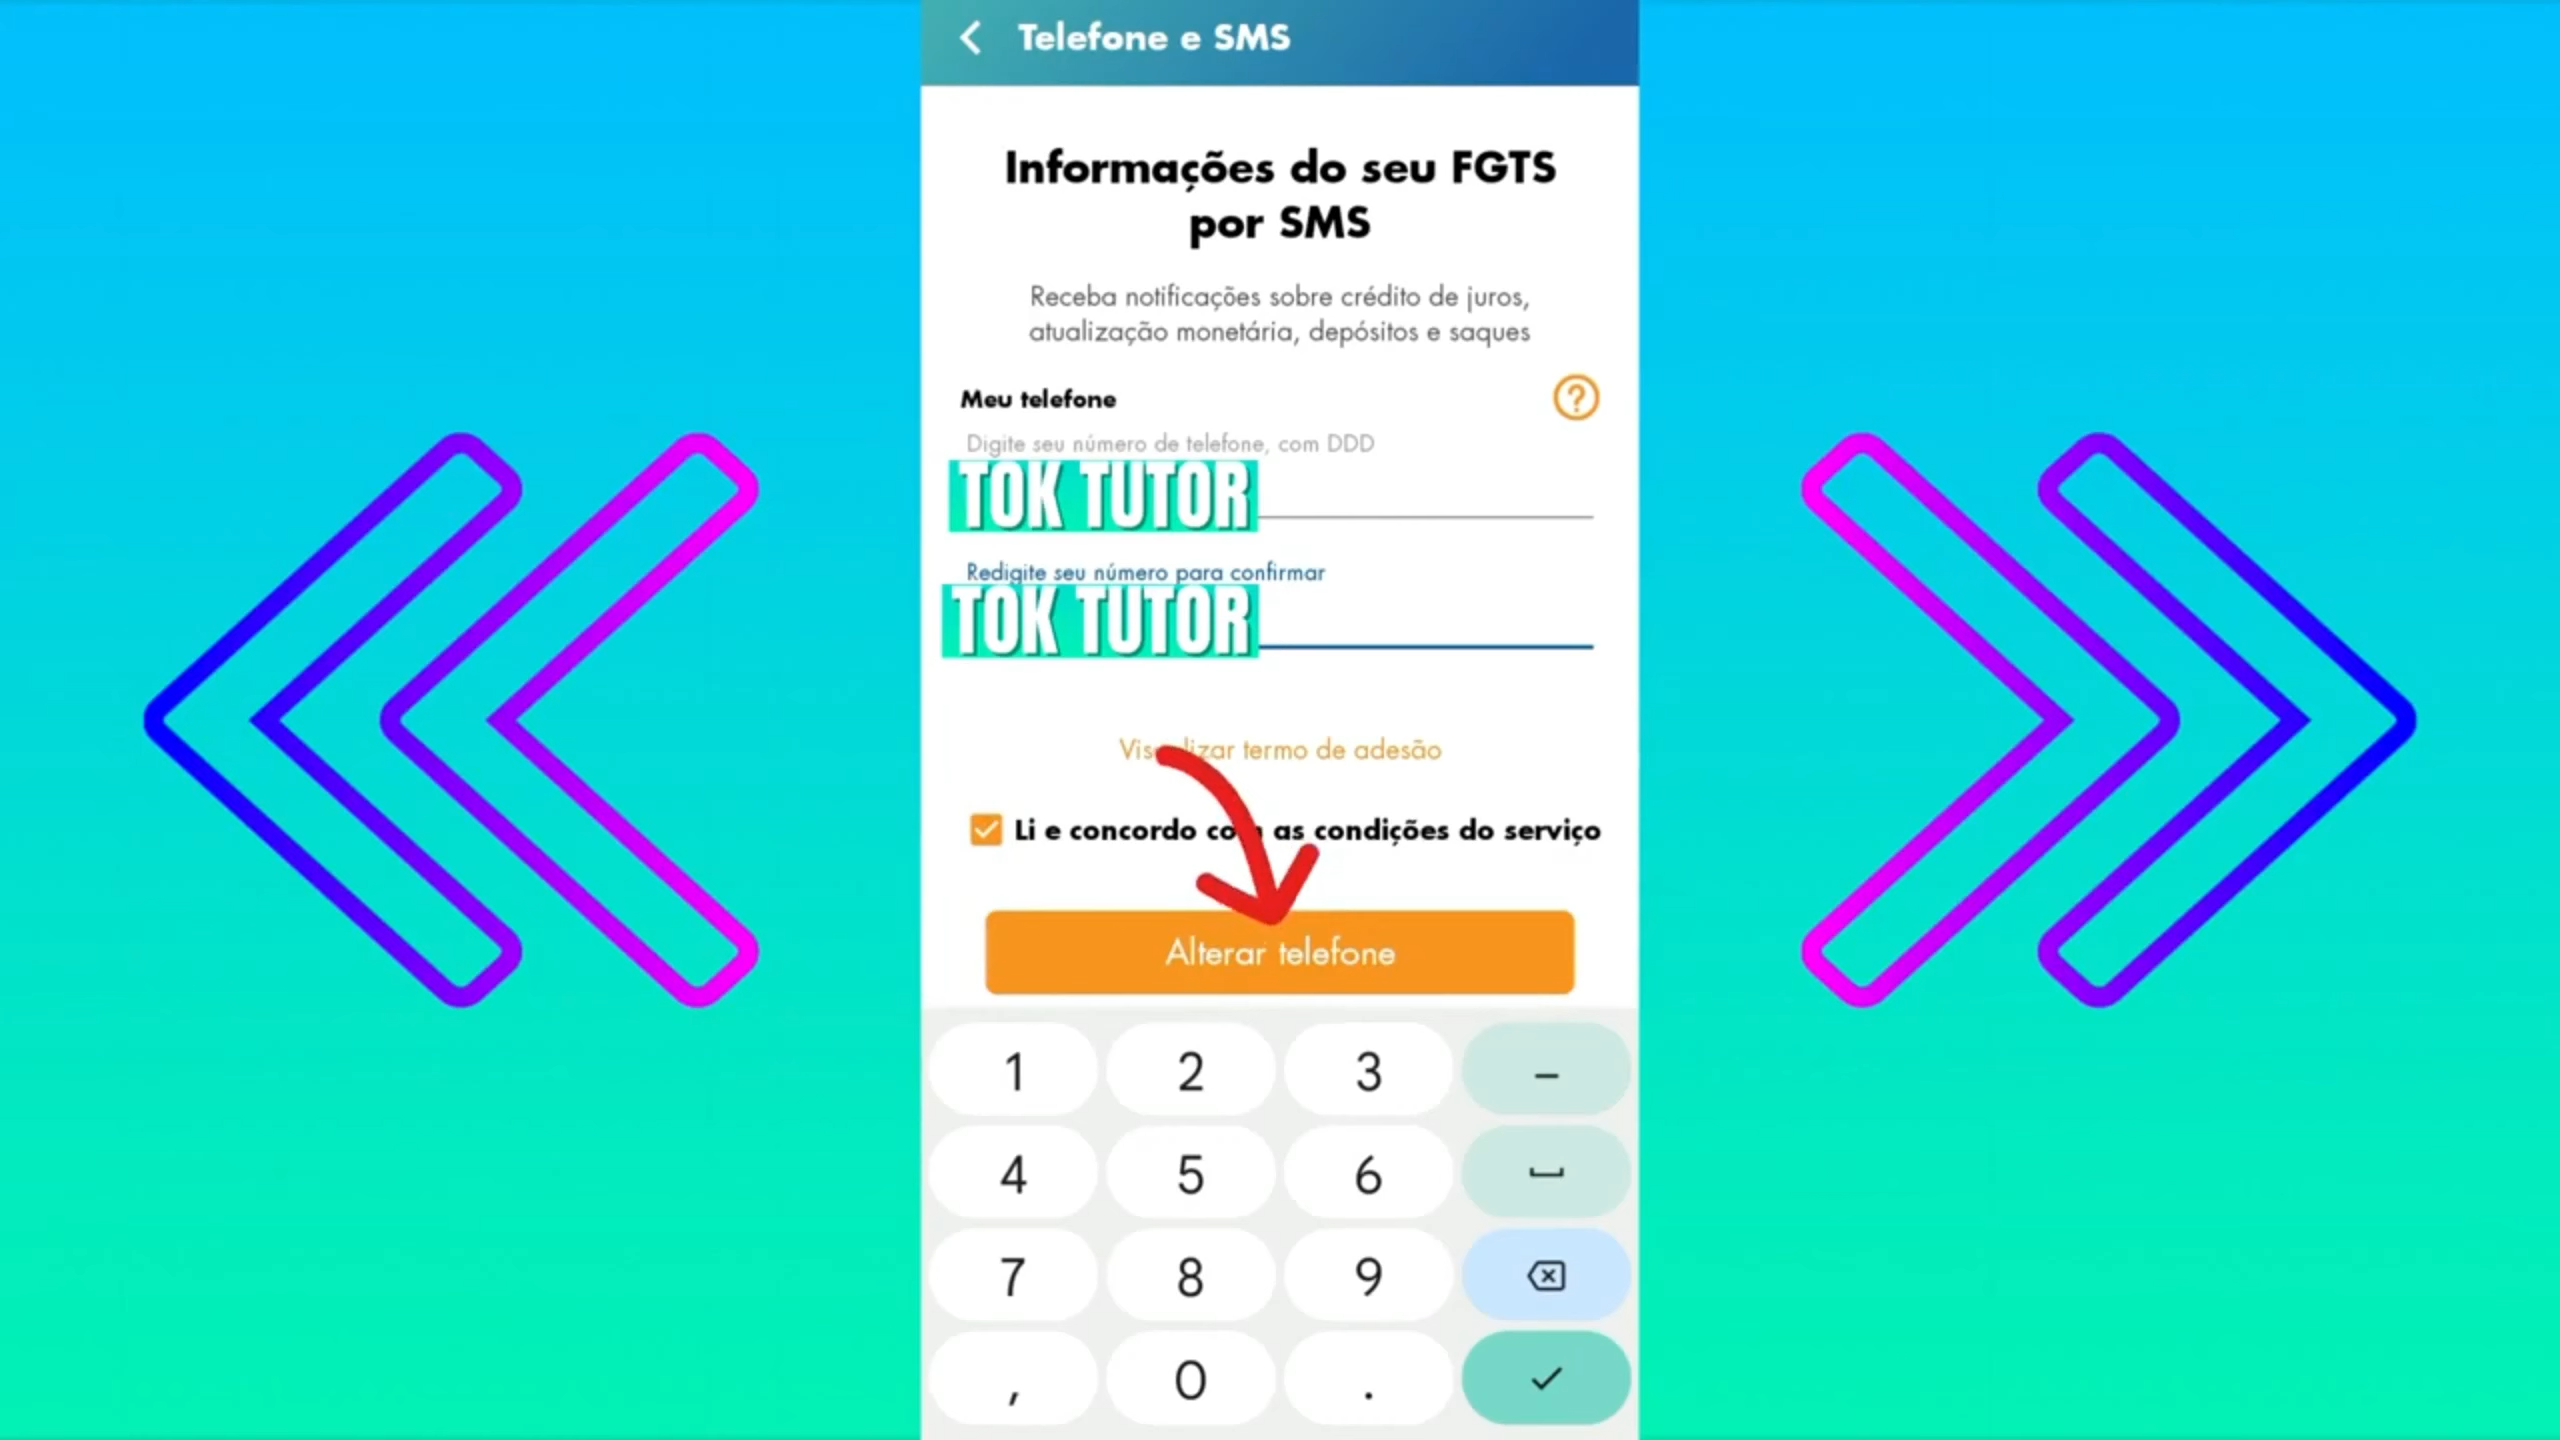 Telefone e SMS
Informações do seu FGTS
por SMS
Receba notificações sobre crédito de juros,
atualização monetária, depósitos e saques
Meu telefone
?
Digite seu número de telefone, com DDD
TOK TUTOR
Redigite seu número para confirmar
TOK TUTOR
termo de adesão
Li e concordo as condições do serviço
Alterar telefone
1 2 3 –
4 5 6
7 8 9
, 0 .